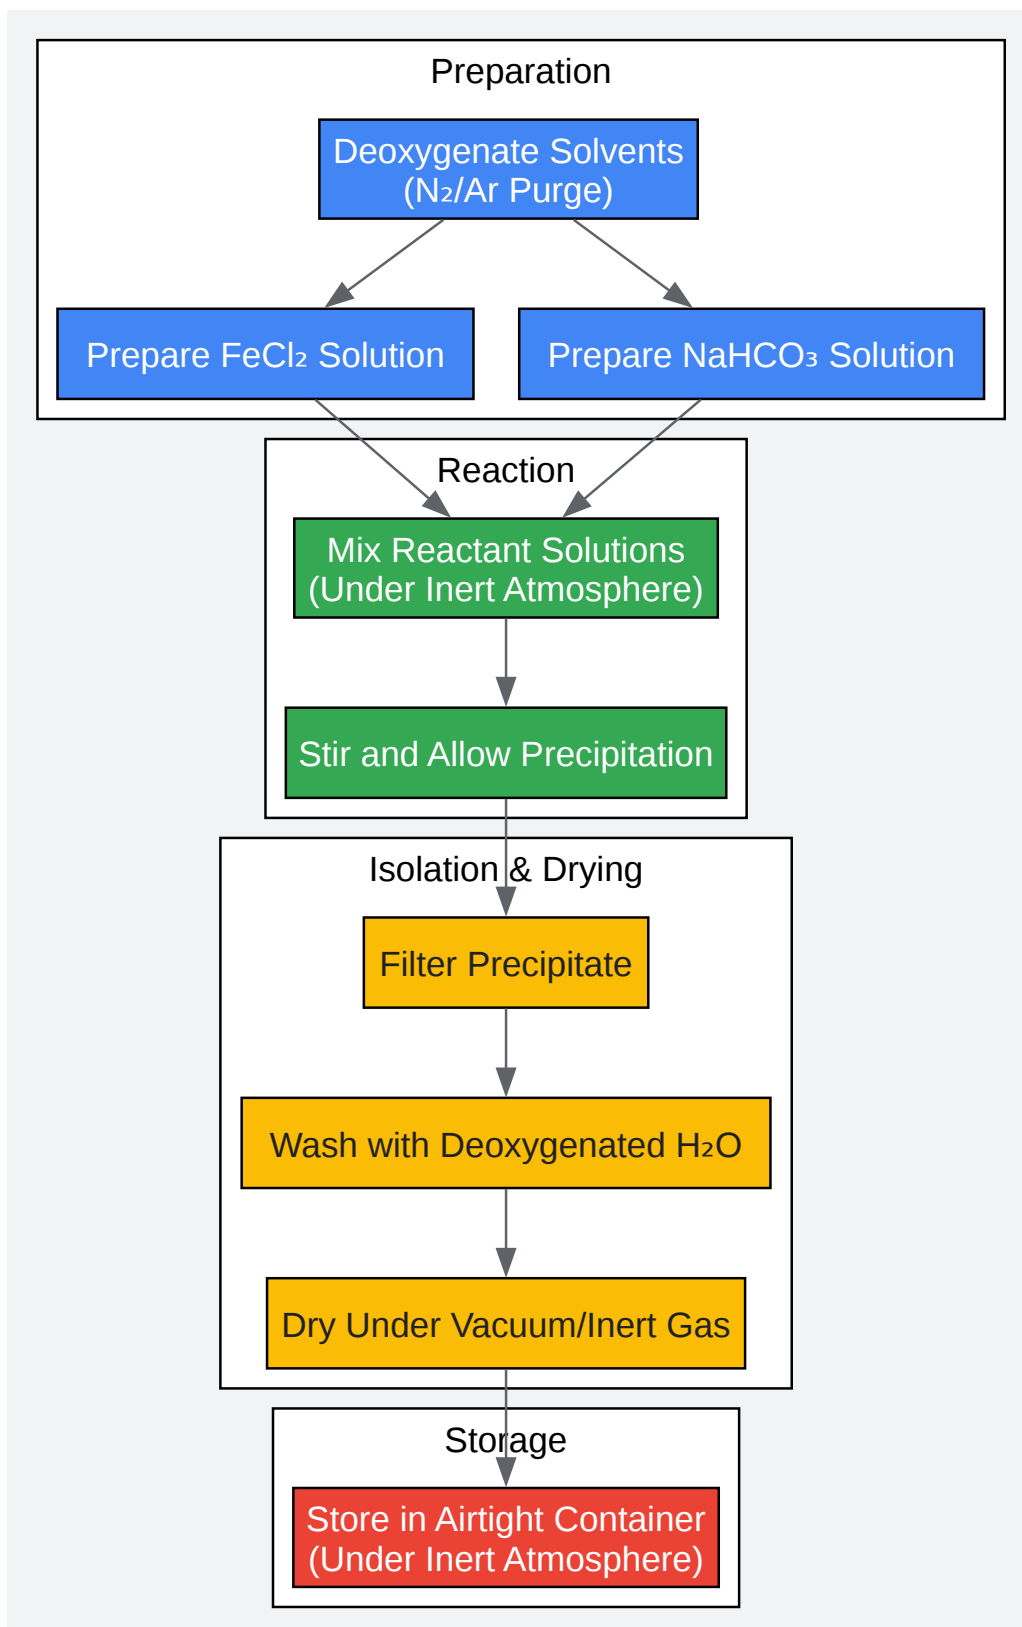 Preparation
Deoxygenate Solvents
(N₂/Ar Purge)
Prepare FeCl₂ Solution
Prepare NaHCO₃ Solution
Reaction
Mix Reactant Solutions
(Under Inert Atmosphere)
Stir and Allow Precipitation
Isolation & Drying
Filter Precipitate
Wash with Deoxygenated H₂O
Dry Under Vacuum/Inert Gas
Storage
Store in Airtight Container
(Under Inert Atmosphere)